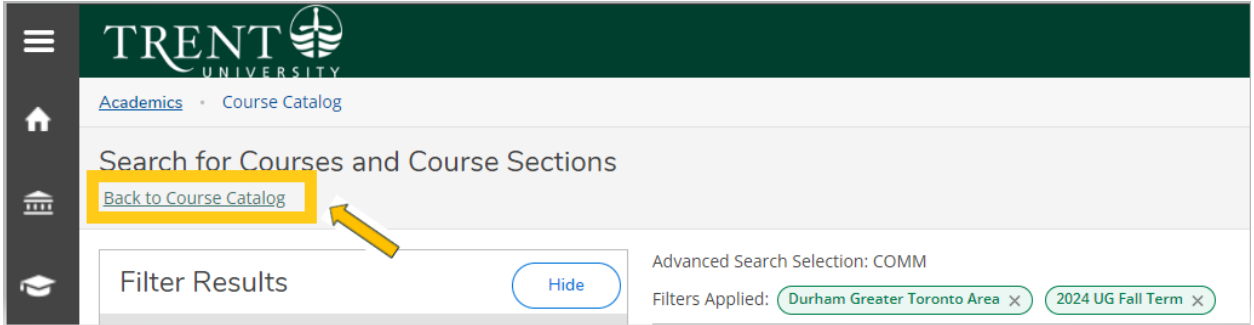 TRENT
UNIVERSITY
Academics · Course Catalog
Search for Courses and Course Sections
Back to Course Catalog
Filter Results
Hide
Advanced Search Selection: COMM
Filters Applied: Durham Greater Toronto Area × 2024 UG Fall Term ×